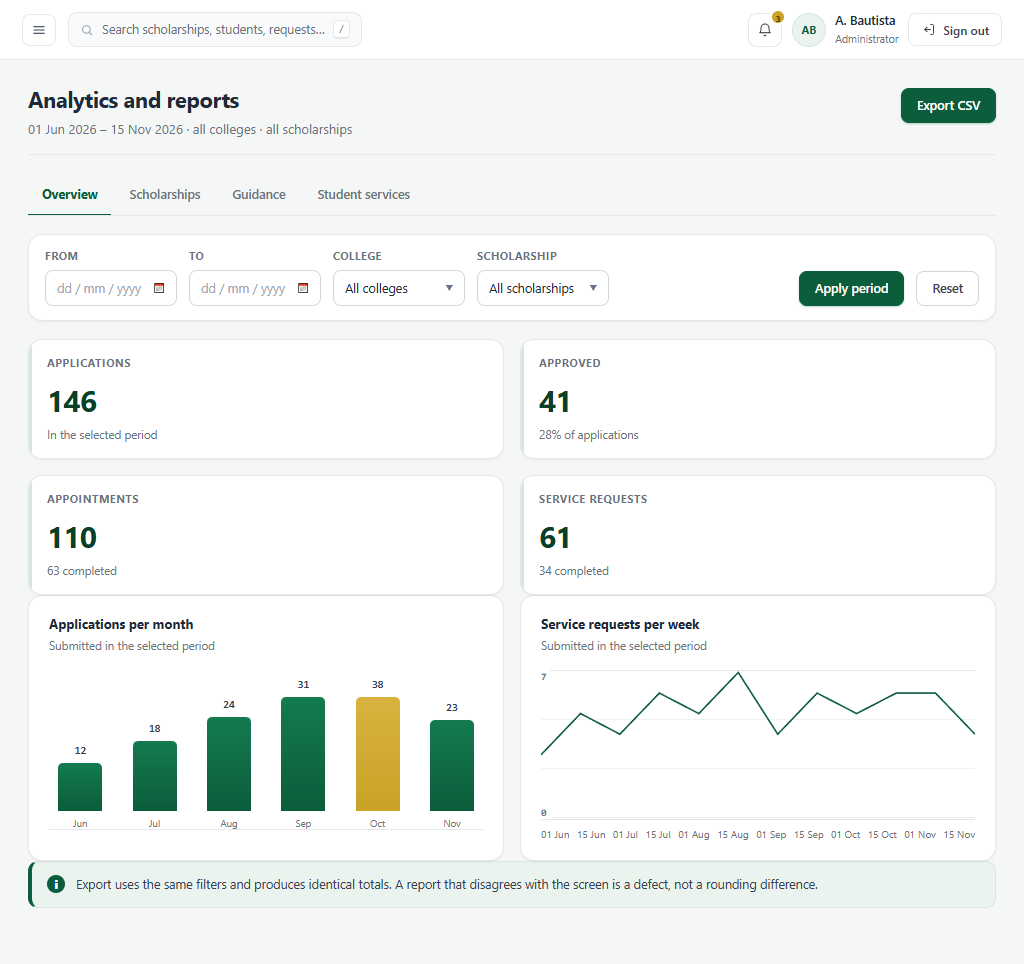 Search scholarships, students, requests... /
3
AB
A. Bautista
Administrator
Sign out
Analytics and reports
01 Jun 2026 – 15 Nov 2026 · all colleges · all scholarships
Export CSV
Overview Scholarships Guidance Student services
FROM TO COLLEGE SCHOLARSHIP
dd / mm / yyyy dd / mm / yyyy All colleges All scholarships Apply period Reset
APPLICATIONS
146
In the selected period
APPROVED
41
28% of applications
APPOINTMENTS
110
63 completed
SERVICE REQUESTS
61
34 completed
Applications per month
Submitted in the selected period
12 18 24 31 38 23
Jun Jul Aug Sep Oct Nov
Service requests per week
Submitted in the selected period
7
0
01 Jun 15 Jun 01 Jul 15 Jul 01 Aug 15 Aug 01 Sep 15 Sep 01 Oct 15 Oct 01 Nov 15 Nov
Export uses the same filters and produces identical totals. A report that disagrees with the screen is a defect, not a rounding difference.